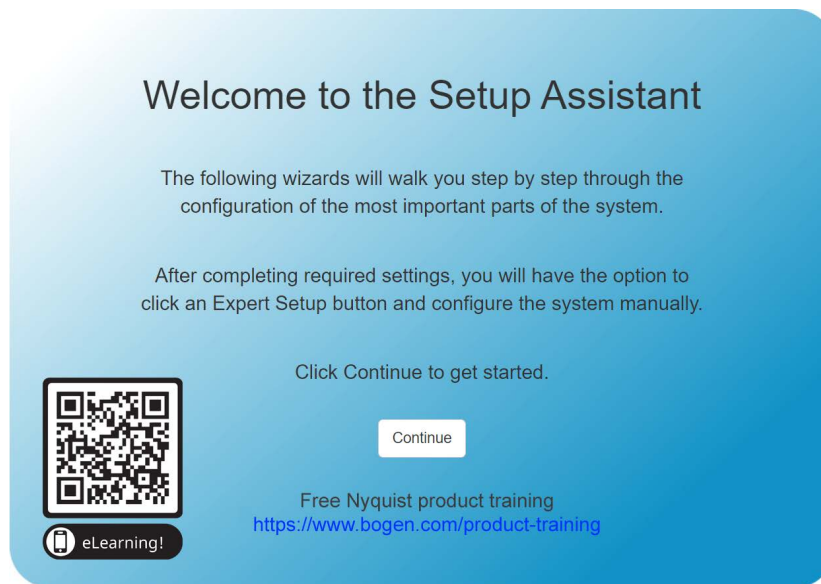 Welcome to the Setup Assistant
The following wizards will walk you step by step through the
configuration of the most important parts of the system.
After completing required settings, you will have the option to
click an Expert Setup button and configure the system manually.
Click Continue to get started.
Continue
Free Nyquist product training
https://www.bogen.com/product-training
eLearning!